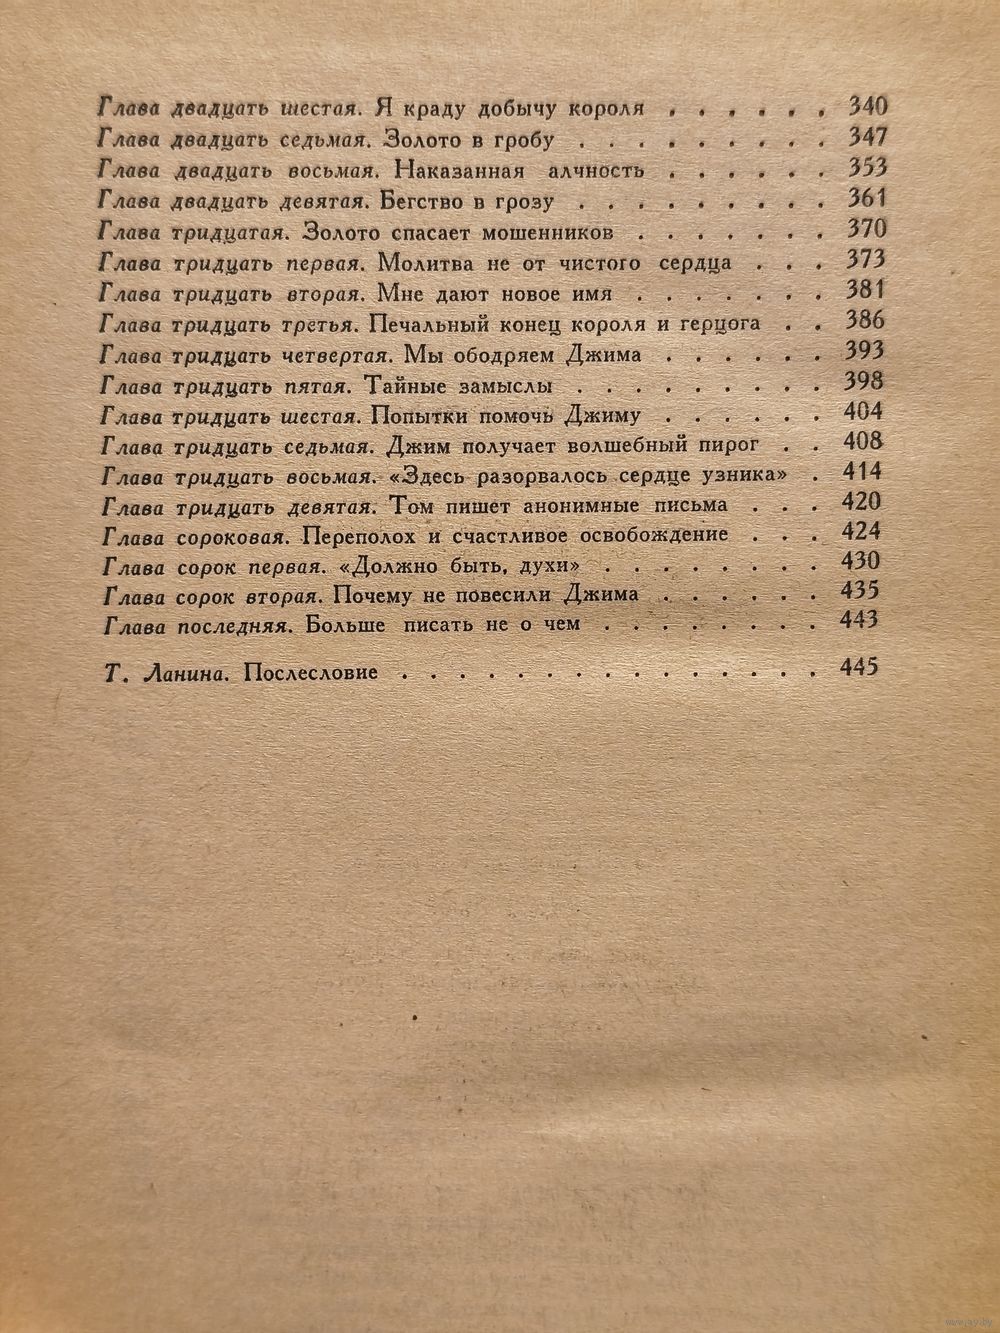 Глава двадцать шестая. Я краду добычу короля . . . . . . 340
Глава двадцать седьмая. Золото в гробу . . . . . . . . . 347
Глава двадцать восьмая. Наказанная алчность . . . . . . 353
Глава двадцать девятая. Бегство в грозу . . . . . . . . . 361
Глава тридцатая. Золото спасает мошенников . . . . . . . 370
Глава тридцать первая. Молитва не от чистого сердца . . . 373
Глава тридцать вторая. Мне дают новое имя . . . . . . . 381
Глава тридцать третья. Печальный конец короля и герцога . . 386
Глава тридцать четвертая. Мы ободряем Джима . . . . . . 393
Глава тридцать пятая. Тайные замыслы . . . . . . . . . 398
Глава тридцать шестая. Попытки помочь Джиму . . . . . . 404
Глава тридцать седьмая. Джим получает волшебный пирог . . 408
Глава тридцать восьмая. «Здесь разорвалось сердце узника» . 414
Глава тридцать девятая. Том пишет анонимные письма . . . 420
Глава сороковая. Переполох и счастливое освобождение . . . 424
Глава сорок первая. «Должно быть, духи» . . . . . . . . 430
Глава сорок вторая. Почему не повесили Джима . . . . . . 435
Глава последняя. Больше писать не о чем . . . . . . . . 443
Т. Ланина. Послесловие . . . . . . . . . . . . . . . 445
www.ay.by